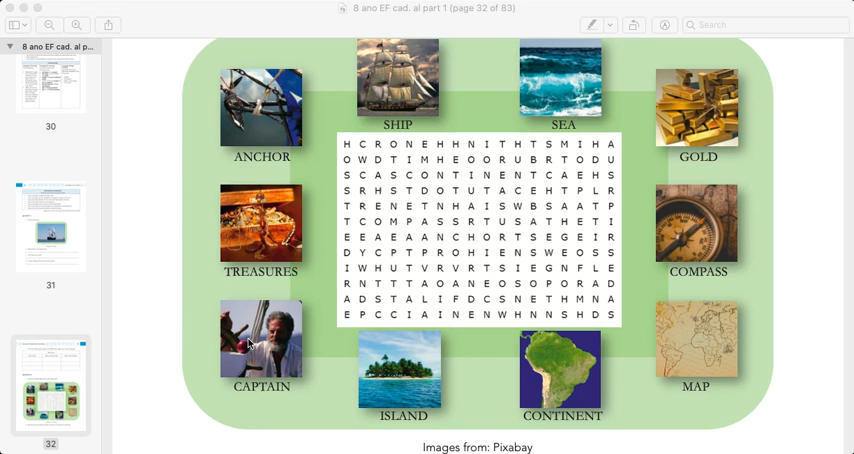 8 ano EF cad. al part 1 (page 32 of 83)
Search
8 ano EF cad. al p...
30
31
32
SHIP
SEA
ANCHOR
GOLD
TREASURES
COMPASS
CAPTAIN
MAP
ISLAND
CONTINENT
H C R O N E H H N I T H T S M I H A
O W D T I M H E O O R U B R T O D U
S C A S C O N T I N E N T C A E H S
S R H S T D O T U T A C E H T P L R
T R E N E T N H A I S W B S A A T P
T C O M P A S S R T U S A T H E T I
E E A E A A N C H O R T S E G E I R
D Y C P T P R O H I E N S W E O S S
I W H U T V R V R T S I E G N F L E
R N T T T A O A N E O S O P O R A D
A D S T A L I F D C S N E T H M N A
E P C C I A I N E N W H N N S H D S
Images from: Pixabay